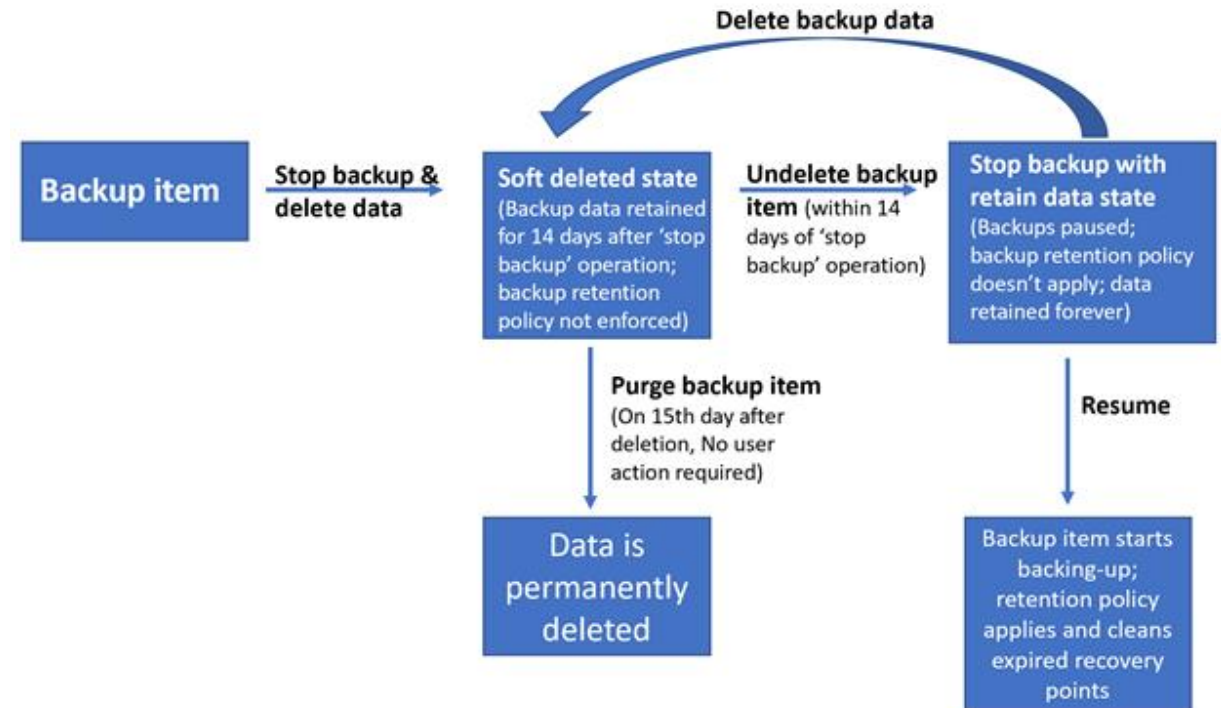 Delete backup data
Backup item
Stop backup &
delete data
Soft deleted state
(Backup data retained
for 14 days after ‘stop
backup’ operation;
backup retention
policy not enforced)
Undelete backup
item (within 14
days of ‘stop
backup’ operation)
Stop backup with
retain data state
(Backups paused;
backup retention policy
doesn’t apply; data
retained forever)
Purge backup item
(On 15th day after
deletion, No user
action required)
Resume
Data is
permanently
deleted
Backup item starts
backing-up;
retention policy
applies and cleans
expired recovery
points